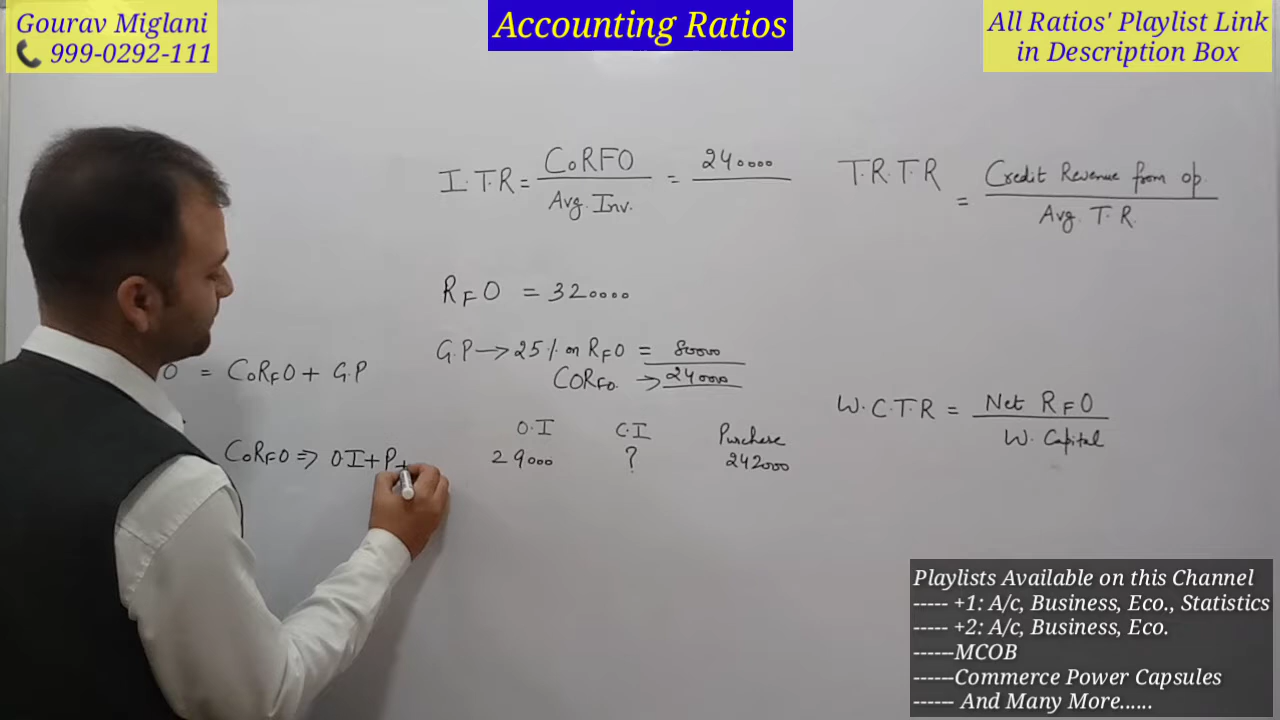 Gourav Miglani
999-0292-111
Accounting Ratios
All Ratios' Playlist Link
in Description Box
I.T.R = CoRFO / Avg. Inv. = 240000
T.R.T.R = Credit Revenue from op. / Avg. T.R.
RFO = 320000
G.P → 25% on RFO = 80000
CORFO. → 240000
O = CoRFO + G.P
W.C.T.R = Net RFO / W. Capital
O.I C.I Purchase
29000 ? 242000
CoRFO ⇒ OI+P+
Playlists Available on this Channel
----- +1: A/c, Business, Eco., Statistics
----- +2: A/c, Business, Eco.
------MCOB
------Commerce Power Capsules
------ And Many More......